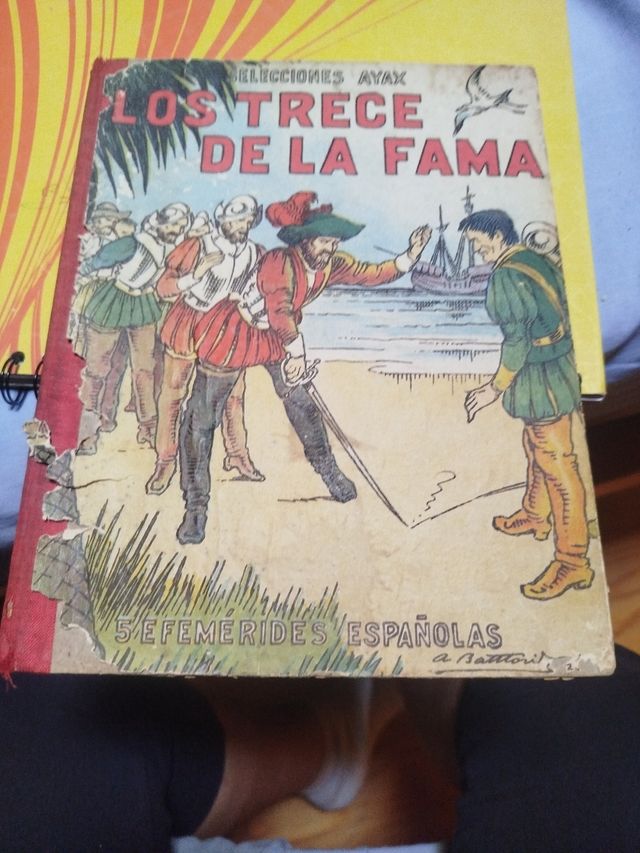 SELECCIONES AYAX
LOS TRECE
DE LA FAMA
5 EFEMÉRIDES ESPAÑOLAS
A. Batllori